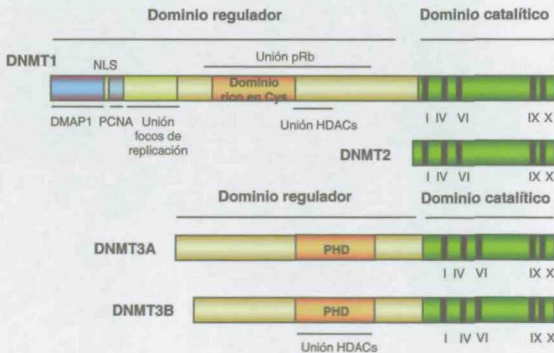 Dominio regulador Dominio catalítico
DNMT1
NLS
Unión pRb
Dominio
rico en Cys
DMAP1 PCNA Unión
focos de
replicación
Unión HDACs
I IV VI IX X
DNMT2
I IV VI IX X
Dominio regulador Dominio catalítico
DNMT3A PHD
I IV VI IX X
DNMT3B PHD
I IV VI IX X
Unión HDACs